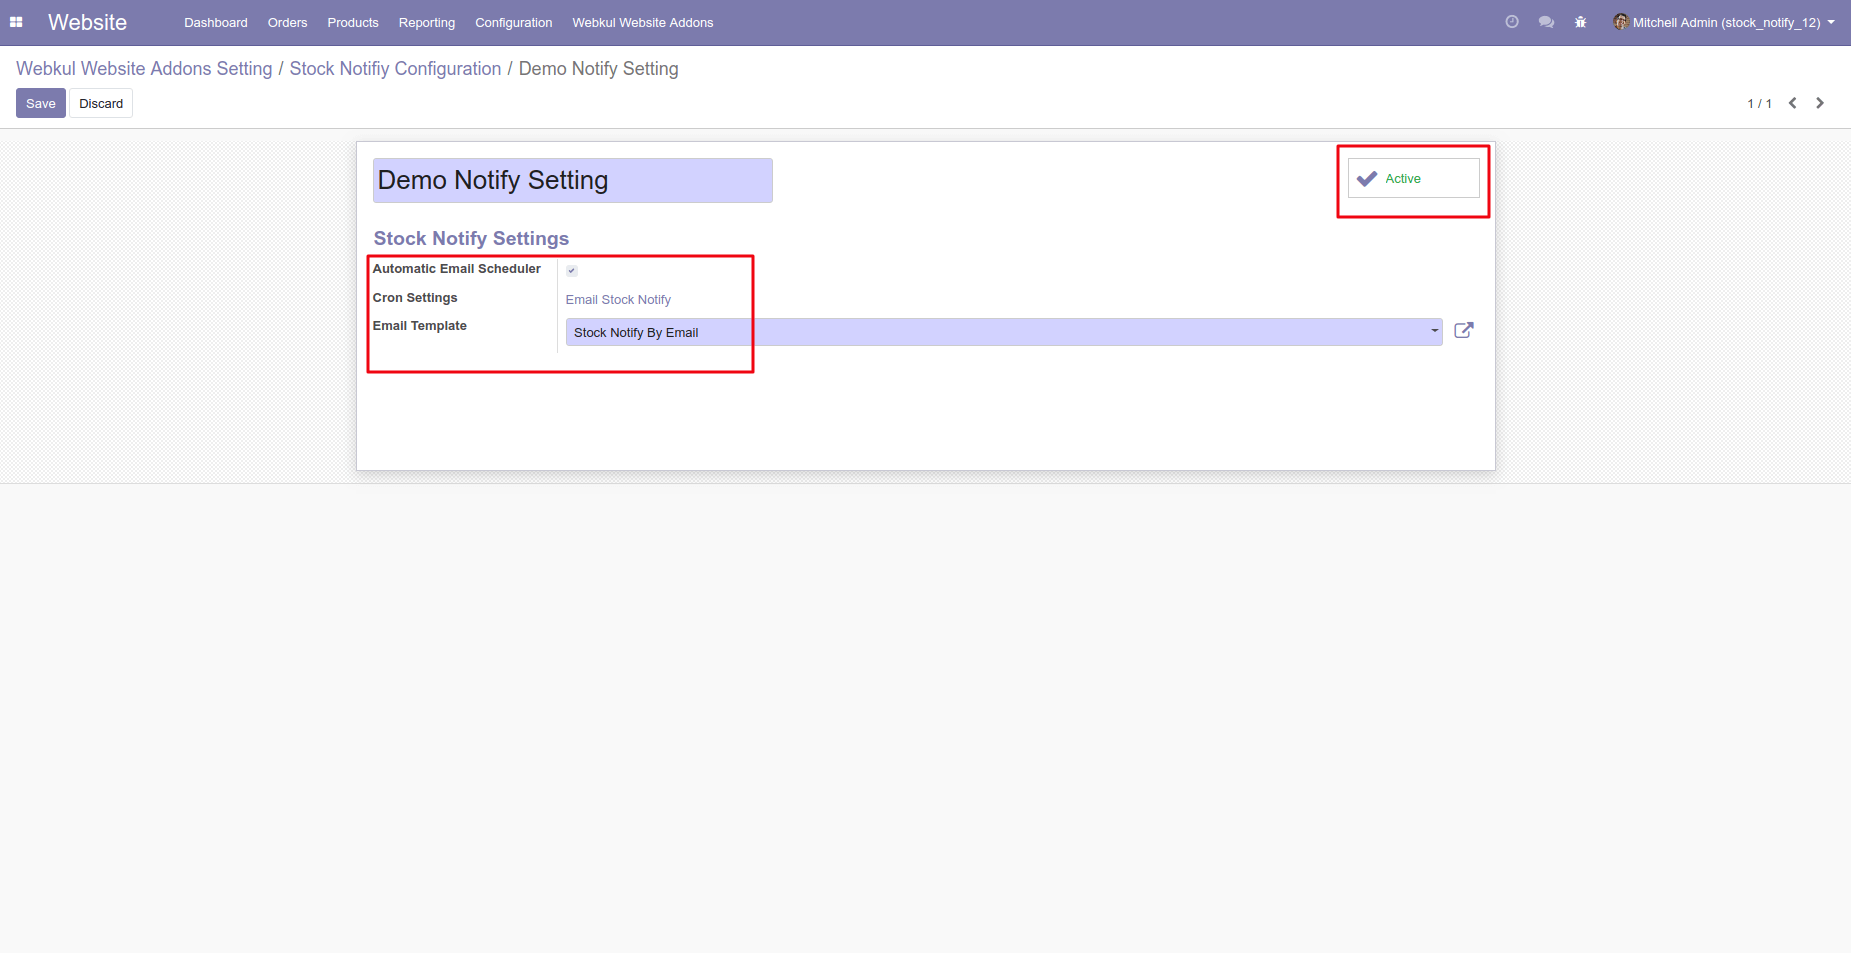 Website Dashboard Orders Products Reporting Configuration Webkul Website Addons Mitchell Admin (stock_notify_12)
Webkul Website Addons Setting / Stock Notifiy Configuration / Demo Notify Setting
Save Discard 1 / 1
Demo Notify Setting Active
Stock Notify Settings
Automatic Email Scheduler
Cron Settings Email Stock Notify
Email Template Stock Notify By Email